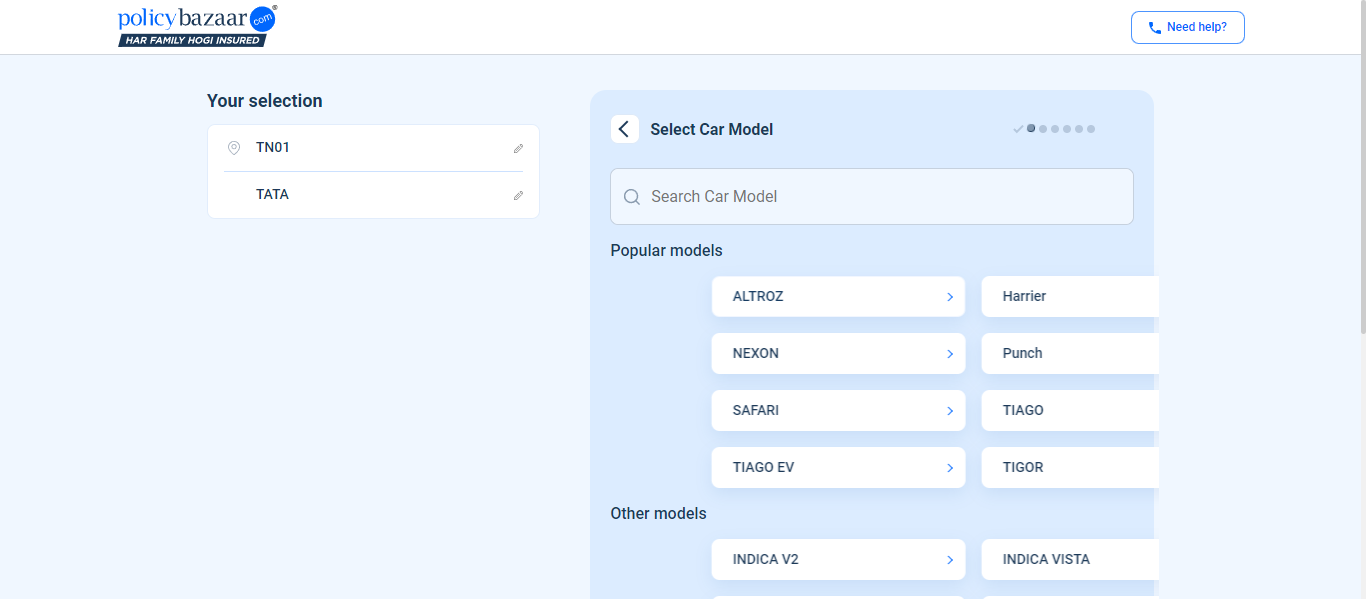 policybazaar.com
HAR FAMILY HOGI INSURED
Need help?
Your selection
TN01
TATA
Select Car Model
Search Car Model
Popular models
ALTROZ
Harrier
NEXON
Punch
SAFARI
TIAGO
TIAGO EV
TIGOR
Other models
INDICA V2
INDICA VISTA